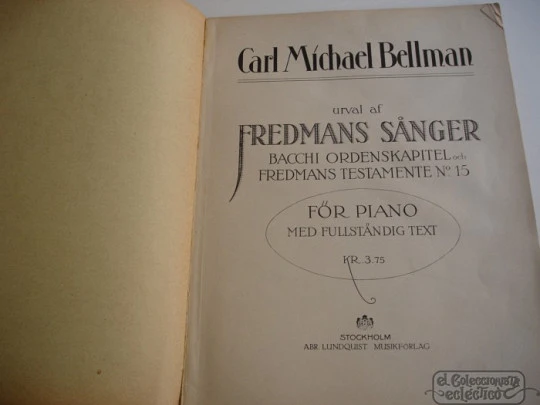 Carl Michael Bellman
urval af
FREDMANS SÅNGER
BACCHI ORDENSKAPITEL och
FREDMANS TESTAMENTE No. 15
FÖR PIANO
MED FULLSTÄNDIG TEXT
KR. 3.75
STOCKHOLM
ABR. LUNDQUIST MUSIKFÖRLAG
el Coleccionista
ecléctico